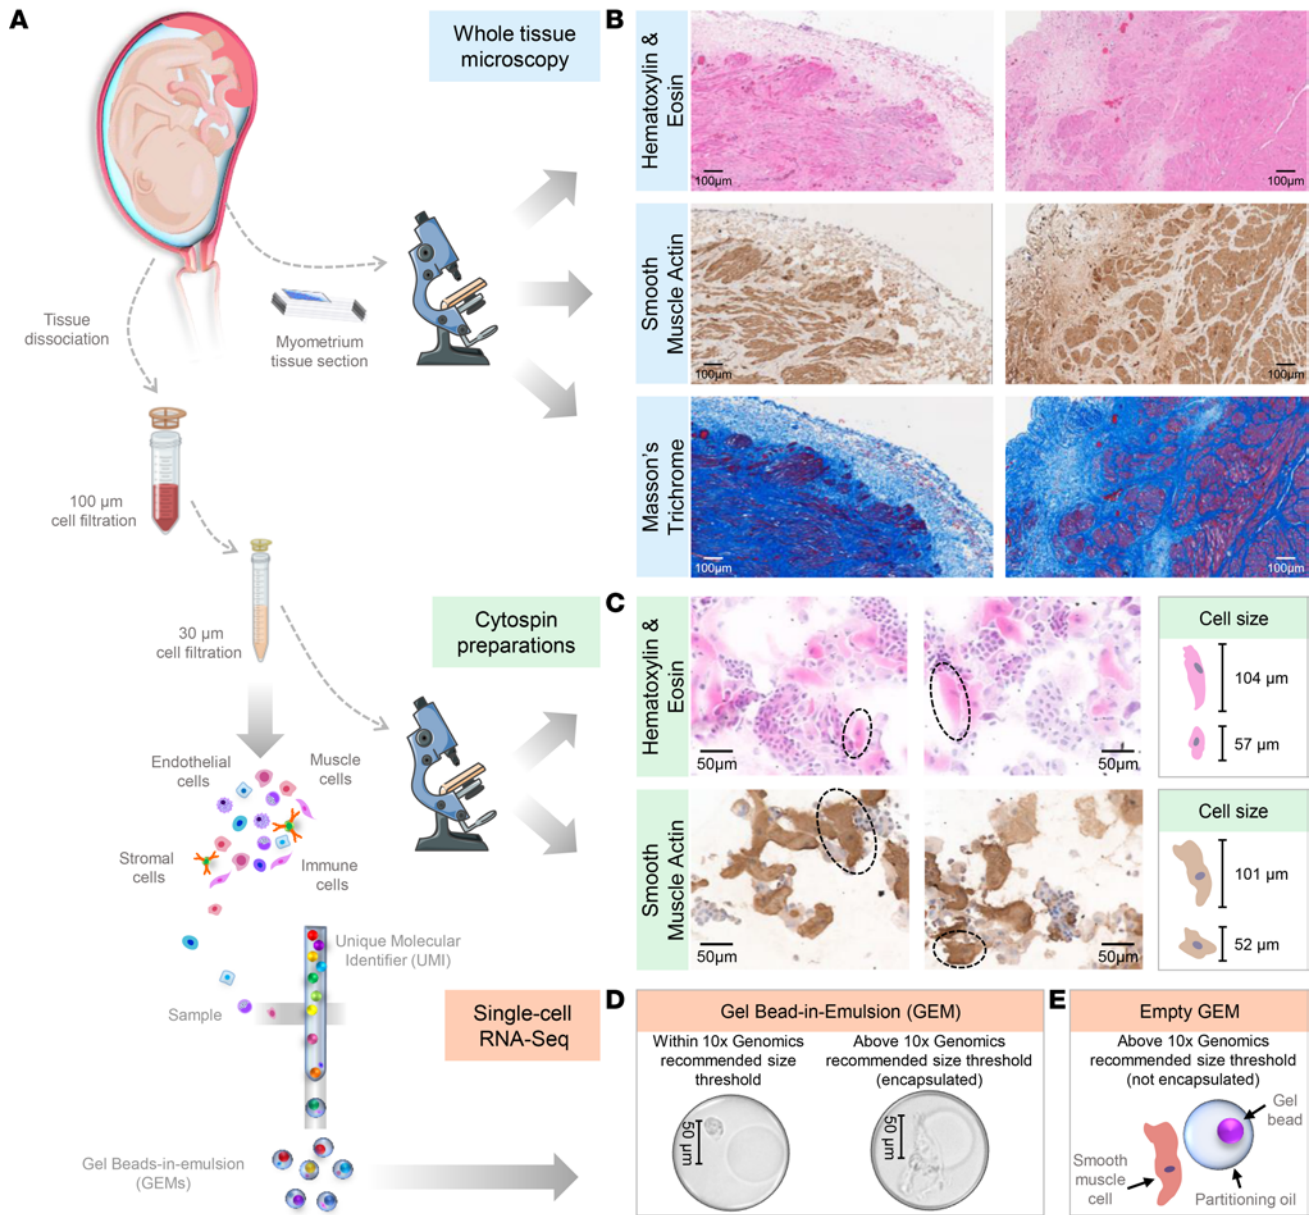 A
Whole tissue
microscopy
Myometrium
tissue section
Tissue
dissociation
100 µm
cell filtration
30 µm
cell filtration
Cytospin
preparations
Endothelial
cells
Muscle
cells
Stromal
cells
Immune
cells
Unique Molecular
Identifier (UMI)
Sample
Single-cell
RNA-Seq
Gel Beads-in-emulsion
(GEMs)
B
Hematoxylin &
Eosin
100µm
100µm
Smooth
Muscle Actin
100µm
100µm
Masson's
Trichrome
100µm
100µm
C
Hematoxylin &
Eosin
50µm
50µm
Cell size
104 µm
57 µm
Smooth
Muscle Actin
50µm
50µm
Cell size
101 µm
52 µm
D
Gel Bead-in-Emulsion (GEM)
Within 10x Genomics
recommended size
threshold
50 µm
Above 10x Genomics
recommended size threshold
(encapsulated)
50 µm
E
Empty GEM
Above 10x Genomics
recommended size threshold
(not encapsulated)
Gel
bead
Smooth
muscle
cell
Partitioning oil